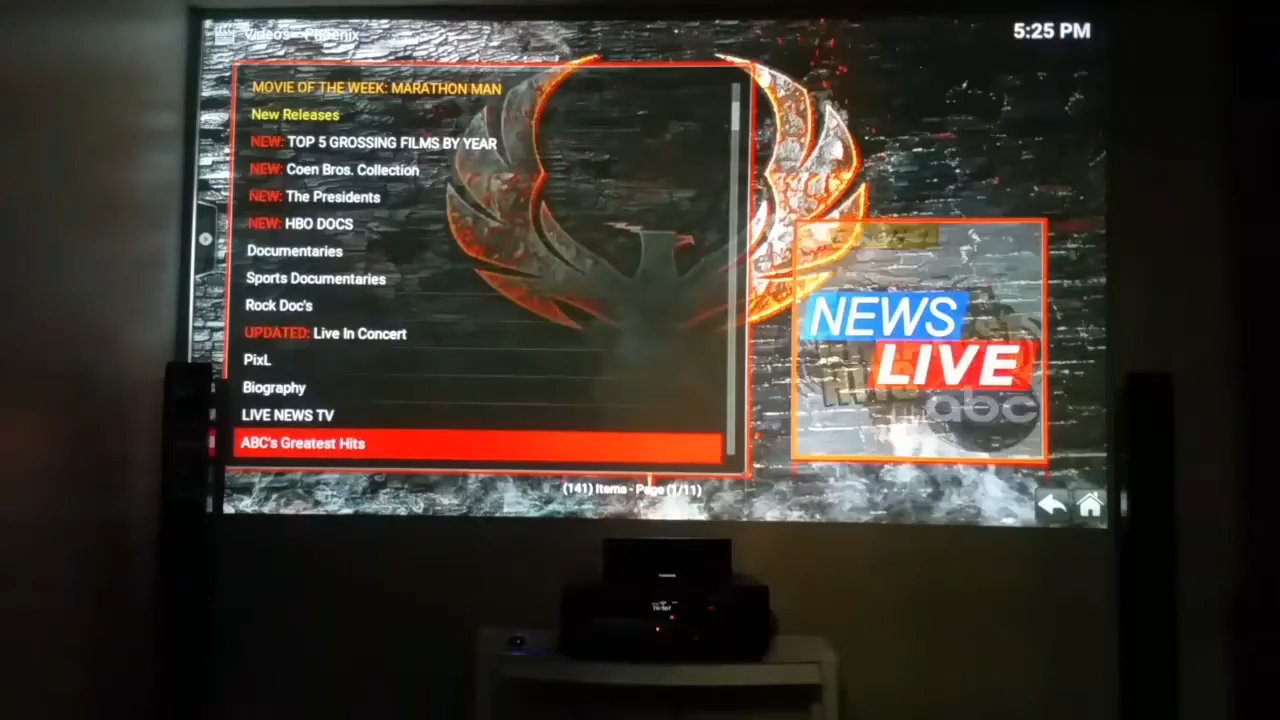 Videos - Phoenix
5:25 PM
MOVIE OF THE WEEK: MARATHON MAN
New Releases
NEW: TOP 5 GROSSING FILMS BY YEAR
NEW: Coen Bros. Collection
NEW: The Presidents
NEW: HBO DOCS
Documentaries
Sports Documentaries
Rock Doc's
UPDATED: Live In Concert
PixL
Biography
LIVE NEWS TV
ABC's Greatest Hits
NEWS
LIVE
abc
(141) Items - Page (1/11)